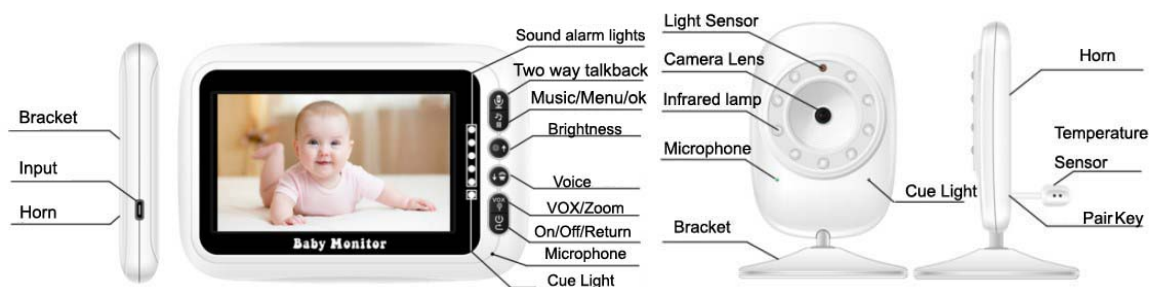 Bracket
Input
Horn
Baby Monitor
VOX
Sound alarm lights
Two way talkback
Music/Menu/ok
Brightness
Voice
VOX/Zoom
On/Off/Return
Microphone
Cue Light
Light Sensor
Camera Lens
Infrared lamp
Microphone
Bracket
Cue Light
Horn
Temperature
Sensor
Pair Key